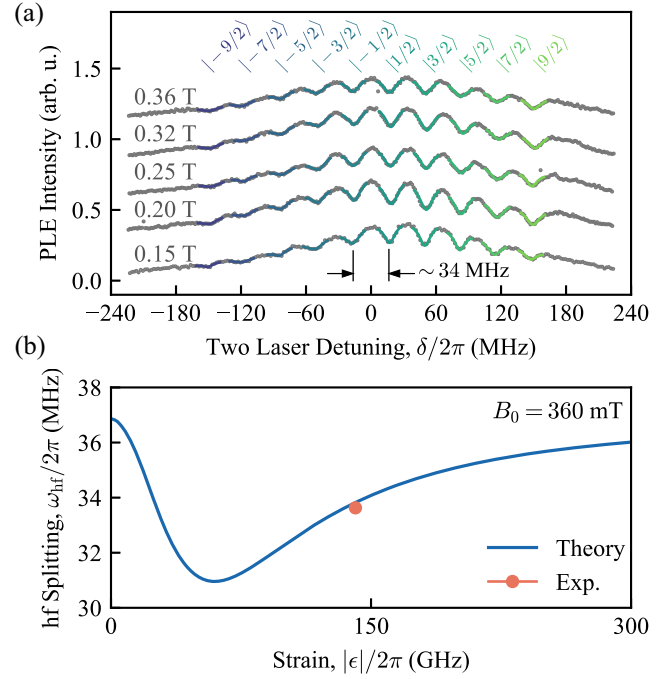 (a)
|−9/2⟩ |−7/2⟩ |−5/2⟩ |−3/2⟩ |−1/2⟩ |1/2⟩ |3/2⟩ |5/2⟩ |7/2⟩ |9/2⟩
PLE Intensity (arb. u.)
1.5
1.0
0.5
0.0
0.36 T
0.32 T
0.25 T
0.20 T
0.15 T
∼ 34 MHz
−240 −180 −120 −60 0 60 120 180 240
Two Laser Detuning, δ/2π (MHz)
(b)
hf Splitting, ω_hf/2π (MHz)
38
36
34
32
30
B₀ = 360 mT
Theory
Exp.
0 150 300
Strain, |ϵ|/2π (GHz)